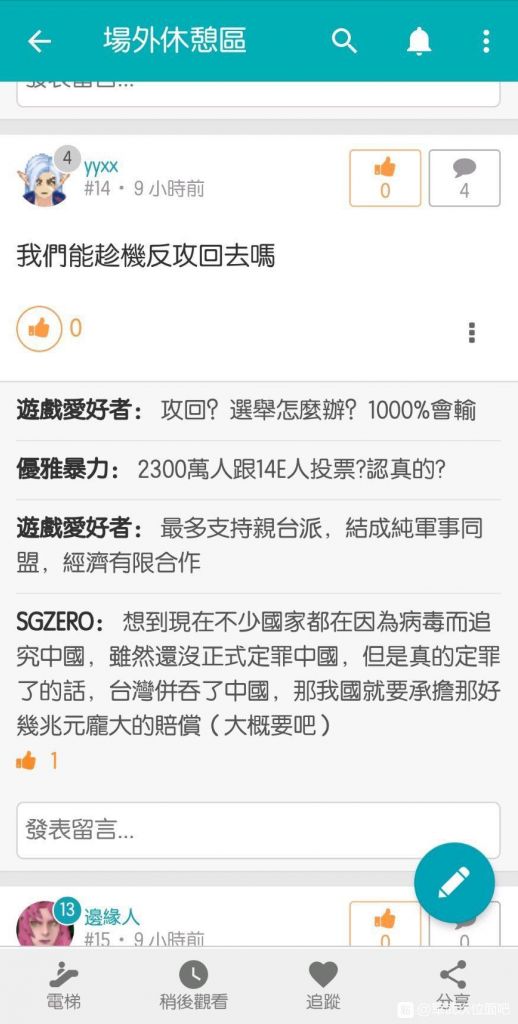 場外休憩區
發表留言...
4
yyxx
#14・9 小時前
0
4
我們能趁機反攻回去嗎
0
遊戲愛好者： 攻回？選舉怎麼辦？1000%會輸
優雅暴力： 2300萬人跟14E人投票?認真的?
遊戲愛好者： 最多支持親台派，結成純軍事同
盟，經濟有限合作
SGZERO： 想到現在不少國家都在因為病毒而追
究中國，雖然還沒正式定罪中國，但是真的定罪
了的話，台灣併吞了中國，那我國就要承擔那好
幾兆元龐大的賠償（大概要吧）
1
發表留言...
13
邊緣人
#15・9 小時前
0
0
電梯
稍後觀看
追蹤
分享